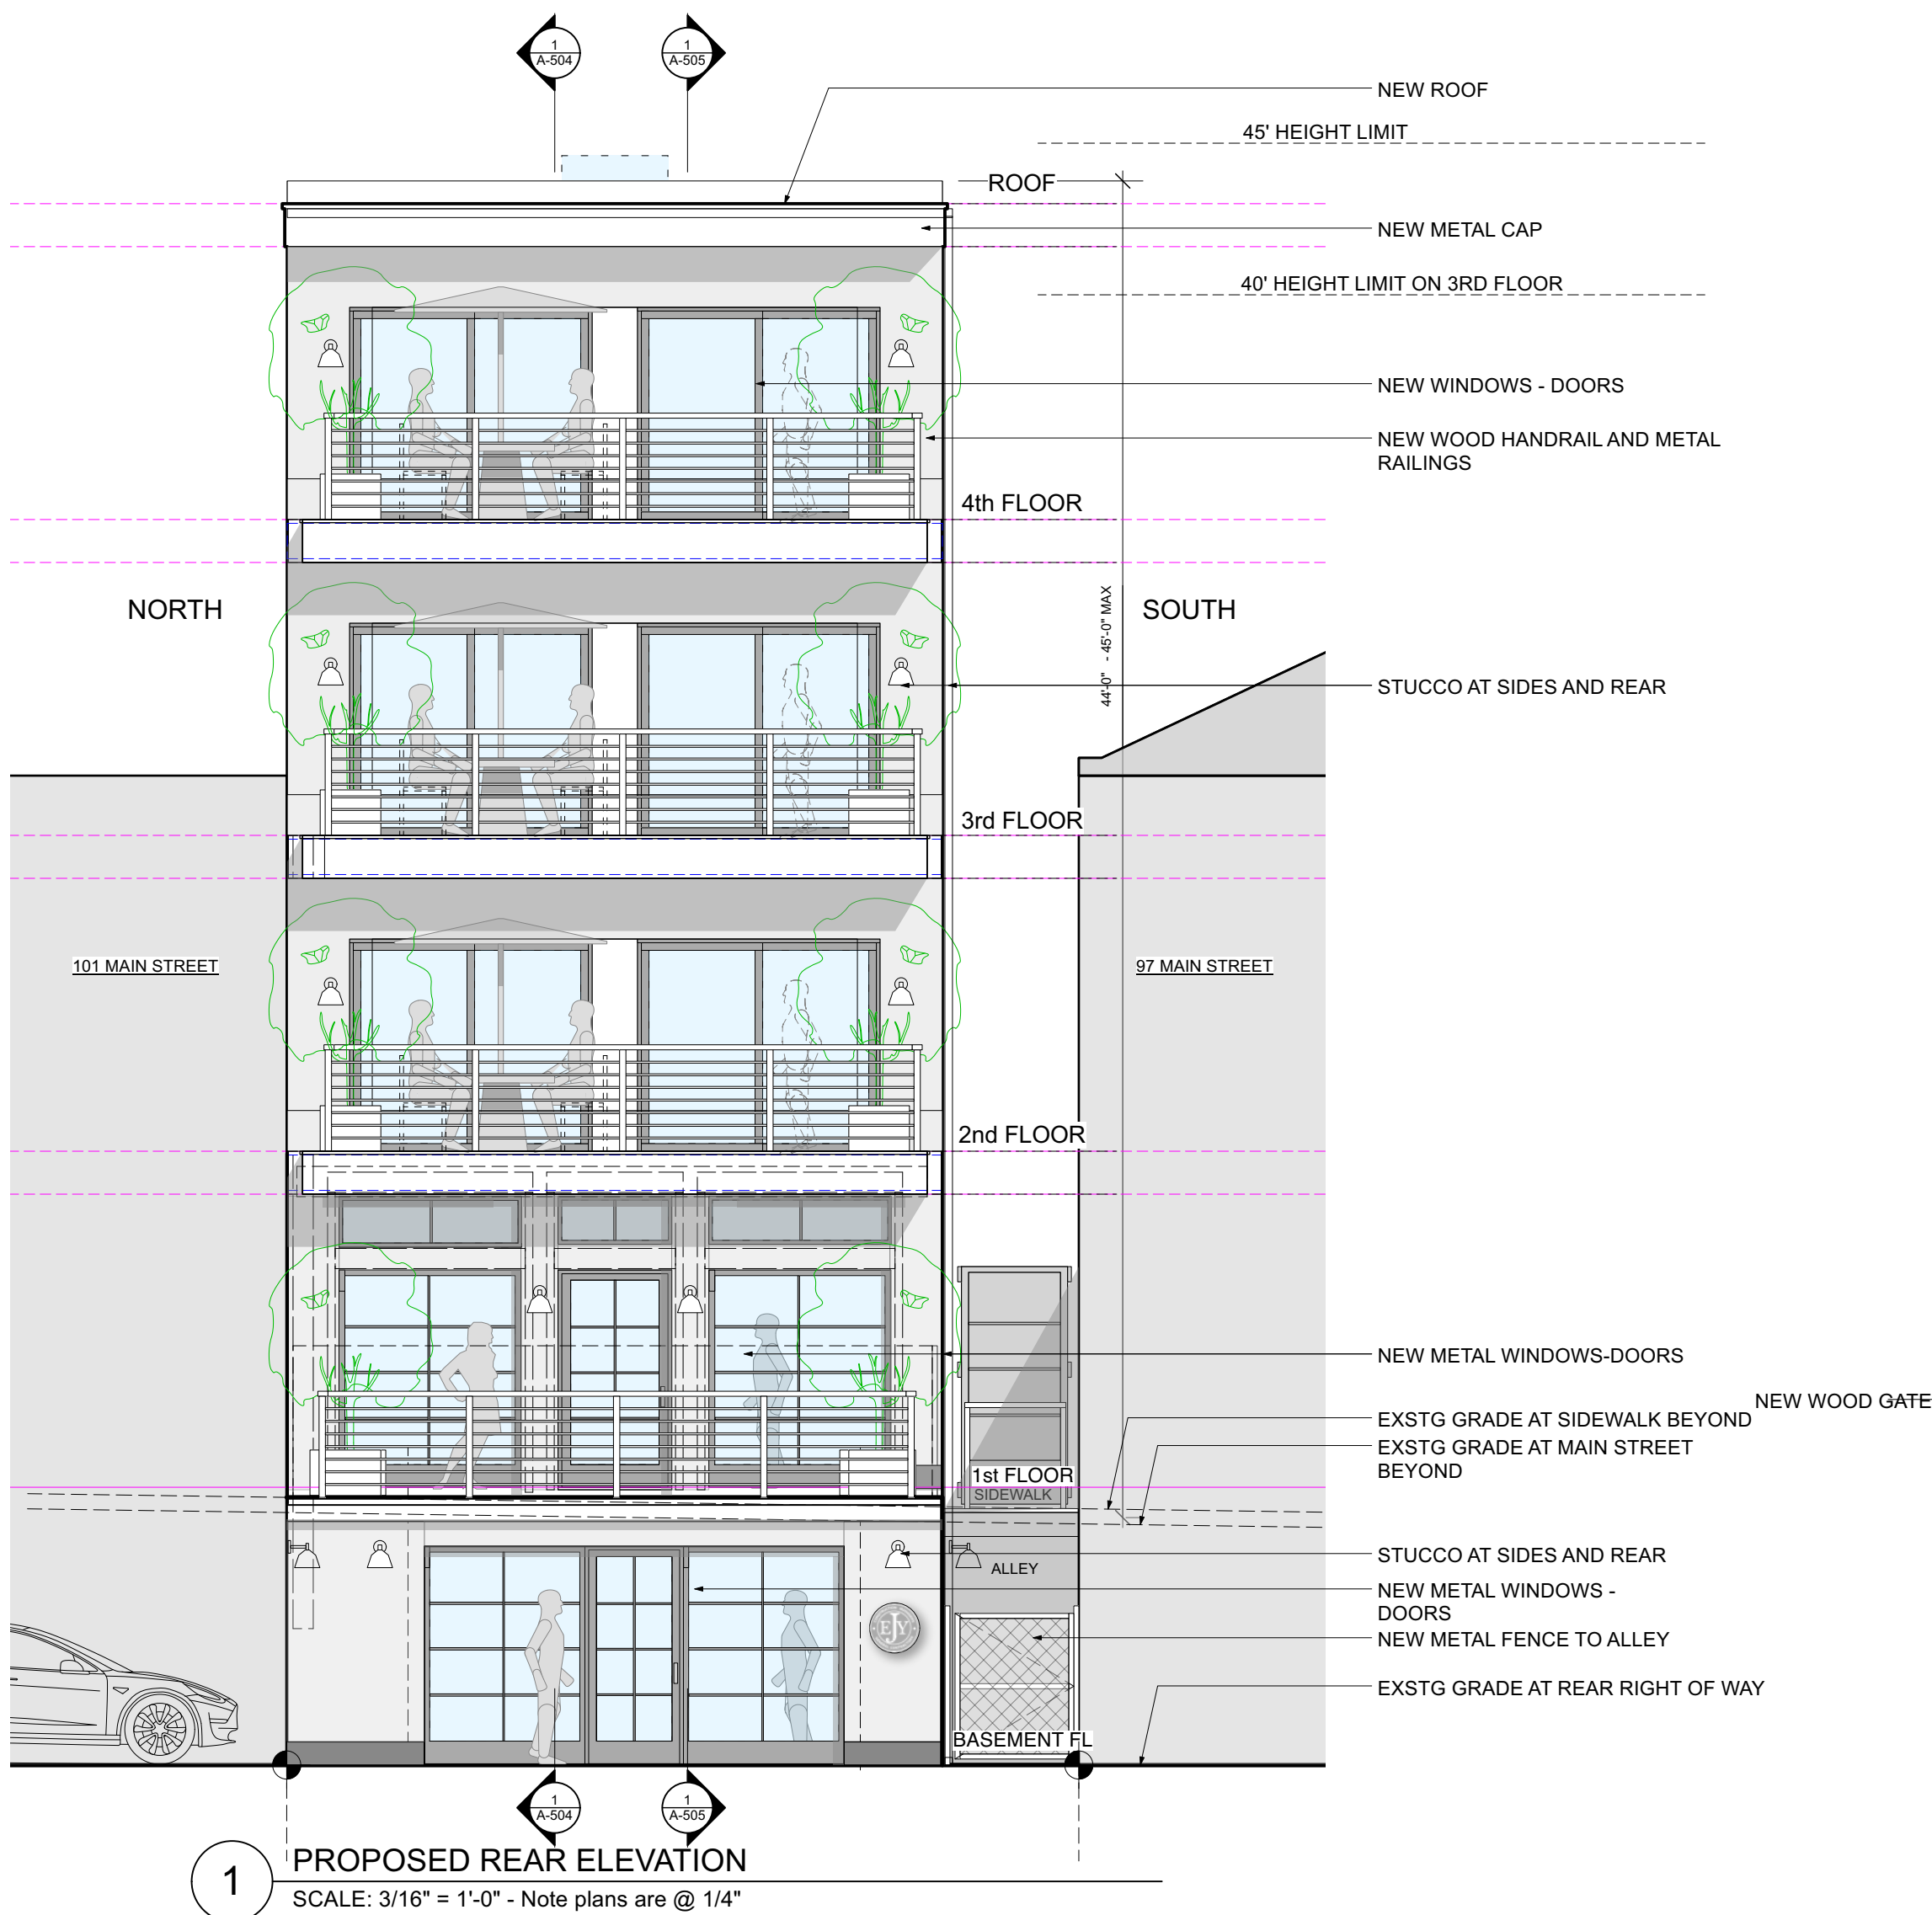 1
A-504
1
A-505
NEW ROOF
45' HEIGHT LIMIT
ROOF
NEW METAL CAP
40' HEIGHT LIMIT ON 3RD FLOOR
NEW WINDOWS - DOORS
NEW WOOD HANDRAIL AND METAL
RAILINGS
4th FLOOR
NORTH
44'-0" - 45'-0" MAX
SOUTH
STUCCO AT SIDES AND REAR
3rd FLOOR
101 MAIN STREET
97 MAIN STREET
2nd FLOOR
NEW METAL WINDOWS-DOORS
NEW WOOD GATE
EXSTG GRADE AT SIDEWALK BEYOND
EXSTG GRADE AT MAIN STREET
BEYOND
1st FLOOR
SIDEWALK
STUCCO AT SIDES AND REAR
ALLEY
NEW METAL WINDOWS -
DOORS
EJY
NEW METAL FENCE TO ALLEY
EXSTG GRADE AT REAR RIGHT OF WAY
BASEMENT FL
1
A-504
1
A-505
1
PROPOSED REAR ELEVATION
SCALE: 3/16" = 1'-0" - Note plans are @ 1/4"